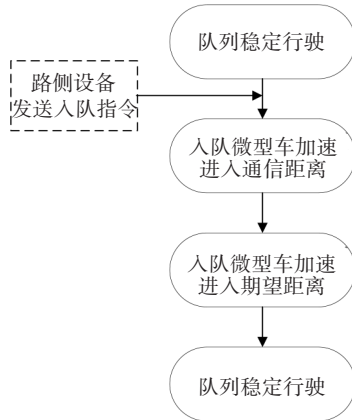 队列稳定行驶
路侧设备
发送入队指令
入队微型车加速
进入通信距离
入队微型车加速
进入期望距离
队列稳定行驶